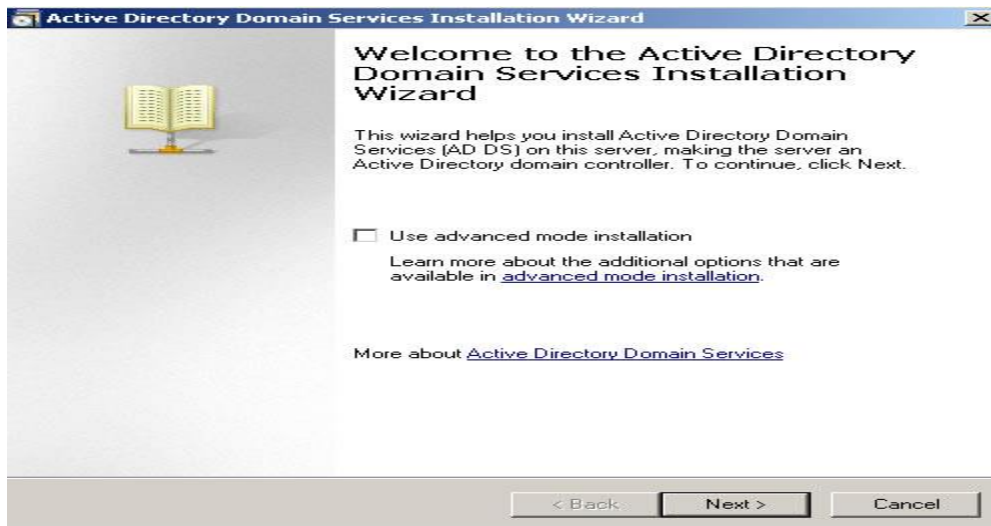 Active Directory Domain Services Installation Wizard
Welcome to the Active Directory
Domain Services Installation
Wizard
This wizard helps you install Active Directory Domain
Services (AD DS) on this server, making the server an
Active Directory domain controller. To continue, click Next.
Use advanced mode installation
Learn more about the additional options that are
available in advanced mode installation.
More about Active Directory Domain Services
< Back Next > Cancel